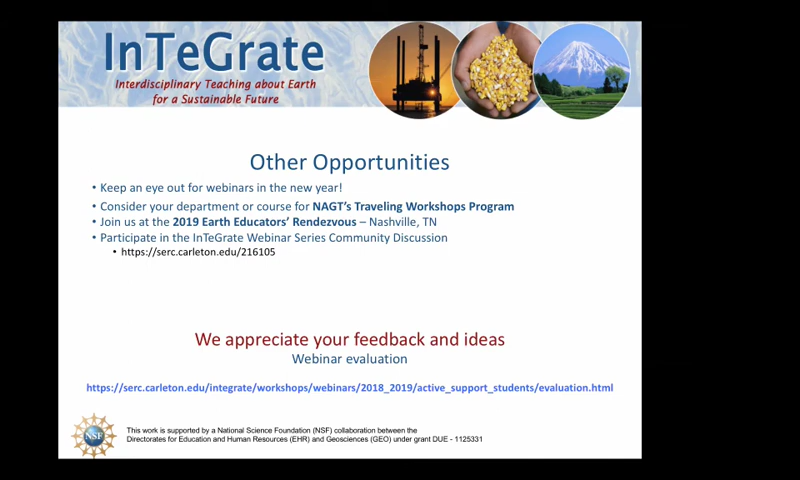 InTeGrate
Interdisciplinary Teaching about Earth
for a Sustainable Future
Other Opportunities
• Keep an eye out for webinars in the new year!
• Consider your department or course for NAGT's Traveling Workshops Program
• Join us at the 2019 Earth Educators' Rendezvous – Nashville, TN
• Participate in the InTeGrate Webinar Series Community Discussion
• https://serc.carleton.edu/216105
We appreciate your feedback and ideas
Webinar evaluation
https://serc.carleton.edu/integrate/workshops/webinars/2018_2019/active_support_students/evaluation.html
NSF
This work is supported by a National Science Foundation (NSF) collaboration between the
Directorates for Education and Human Resources (EHR) and Geosciences (GEO) under grant DUE - 1125331